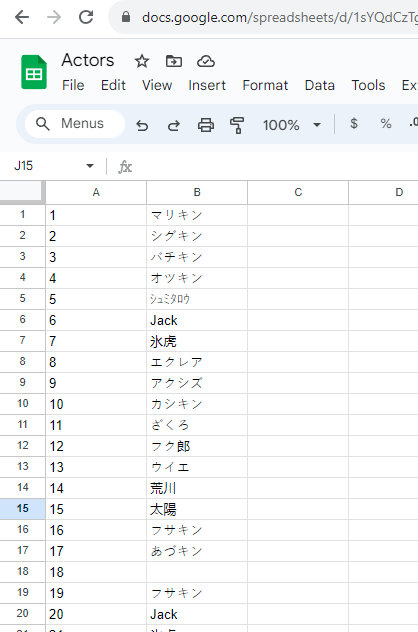 docs.google.com/spreadsheets/d/1sYQdCzTg
Actors
File Edit View Insert Format Data Tools Ex
Menus 100% $ % .0
J15 fx
A B C D
1 1 マリキン
2 2 シグキン
3 3 バチキン
4 4 オツキン
5 5 ｼｭﾐﾀﾛｳ
6 6 Jack
7 7 氷虎
8 8 エクレア
9 9 アクシズ
10 10 カシキン
11 11 ざくろ
12 12 フク郎
13 13 ウイエ
14 14 荒川
15 15 太陽
16 16 フサキン
17 17 あづキン
18 18
19 19 フサキン
20 20 Jack